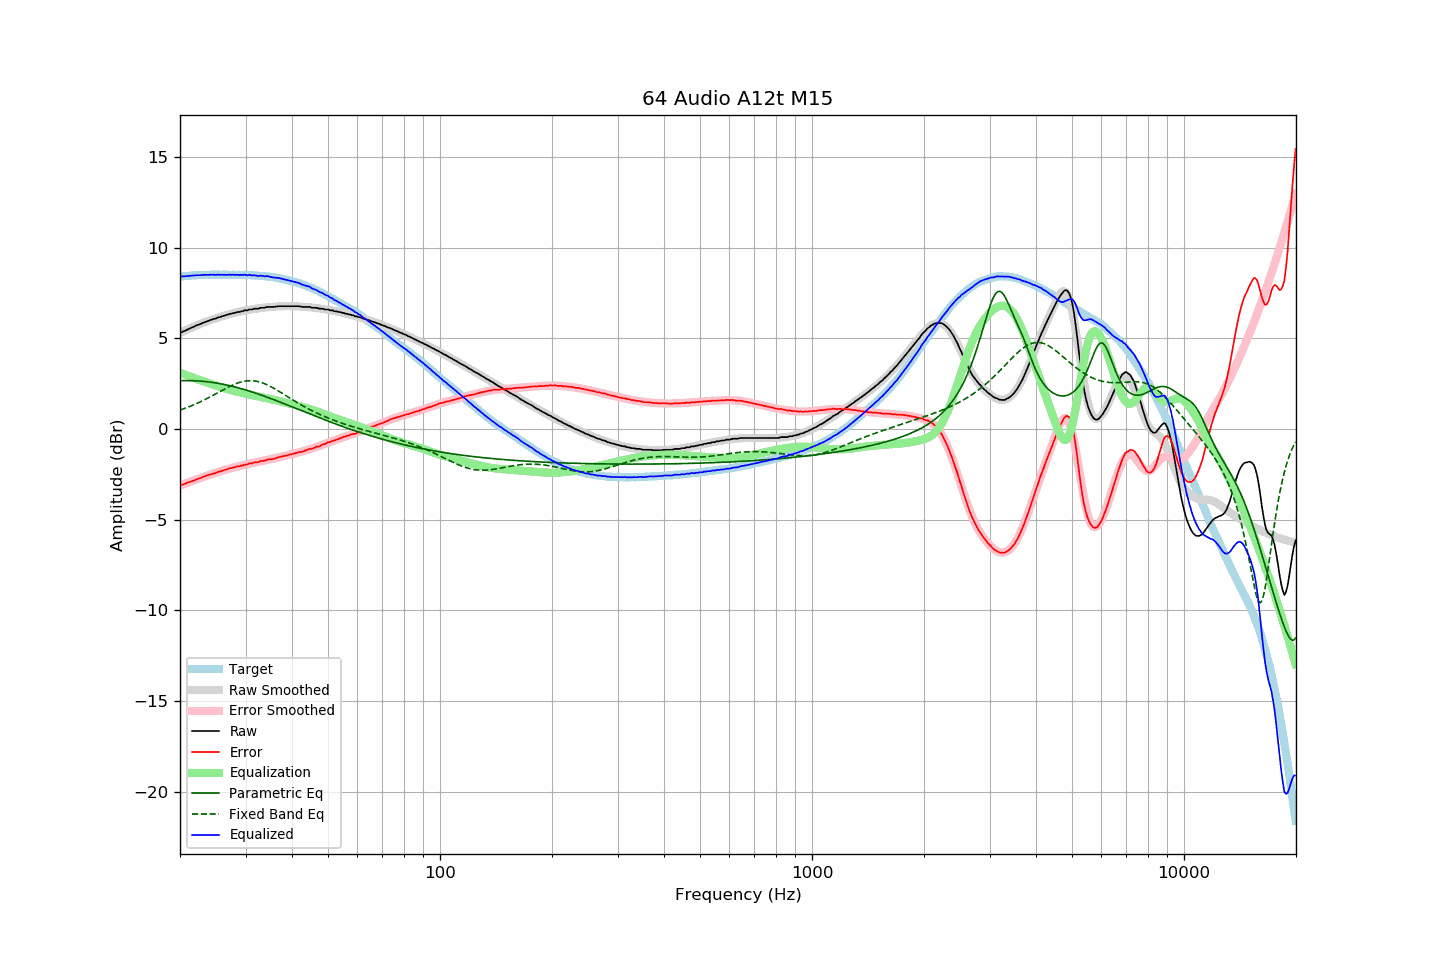 64 Audio A12t M15
15
10
5
0
−5
−10
−15
−20
Amplitude (dBr)
100
1000
10000
Frequency (Hz)
Target
Raw Smoothed
Error Smoothed
Raw
Error
Equalization
Parametric Eq
Fixed Band Eq
Equalized